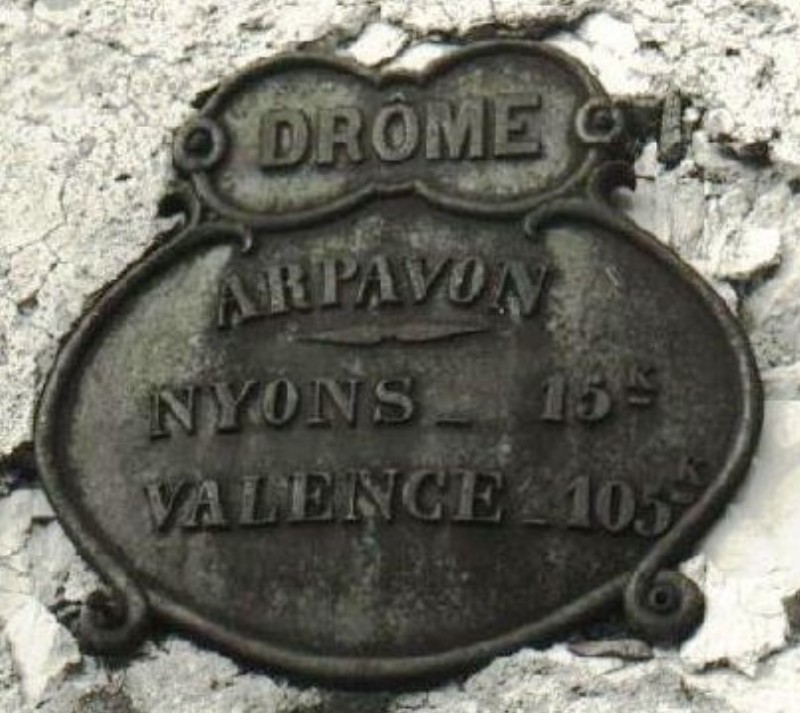 DRÔME
ARPAVON
NYONS _ 15K
VALENCE _ 105K